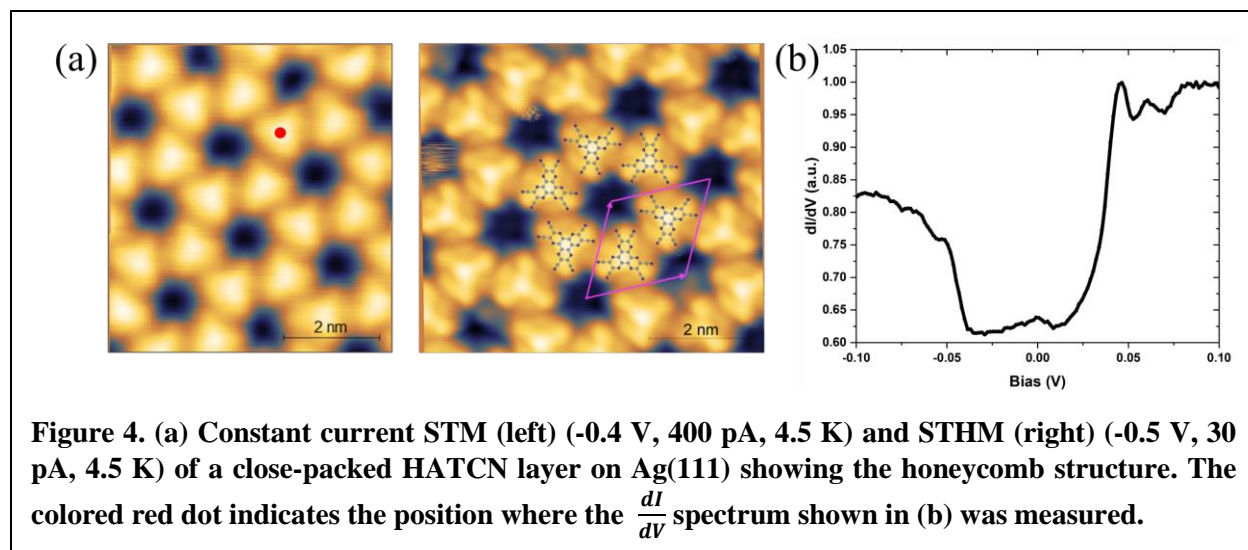 (a)
2 nm
2 nm
(b)
1.05
1.00
0.95
0.90
0.85
0.80
0.75
0.70
0.65
0.60
dI/dV (a.u.)
-0.10 -0.05 0.00 0.05 0.10
Bias (V)
Figure 4. (a) Constant current STM (left) (-0.4 V, 400 pA, 4.5 K) and STHM (right) (-0.5 V, 30
pA, 4.5 K) of a close-packed HATCN layer on Ag(111) showing the honeycomb structure. The
colored red dot indicates the position where the dI/dV spectrum shown in (b) was measured.